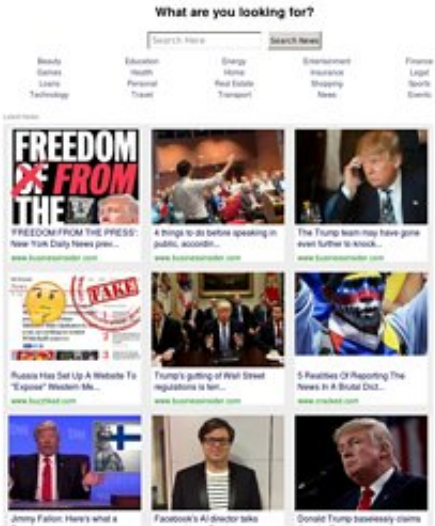 What are you looking for?
Search Here
Search News
Beauty Education Energy Entertainment Finance
Games Health Home Insurance Legal
Loans Personal Real Estate Shopping Sports
Technology Travel Transport News Events
Latest News
FREEDOM
OF FROM
THE
'FREEDOM FROM THE PRESS':
New York Daily News prev...
www.businessinsider.com
4 things to do before speaking in
public, accordin...
www.businessinsider.com
The Trump team may have gone
even further to knock...
www.businessinsider.com
FAKE
Russia Has Set Up A Website To
"Expose" Western Me...
www.buzzfeed.com
Trump's gutting of Wall Street
regulations is terr...
www.businessinsider.com
5 Realities Of Reporting The
News In A Brutal Dict...
www.cracked.com
Jimmy Fallon: Here's what a
Facebook's AI director talks
Donald Trump baselessly claims